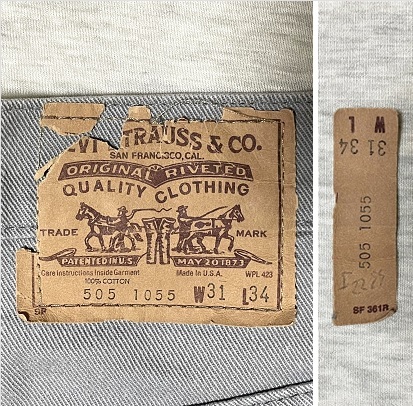 STRAUSS & CO.
SAN FRANCISCO, CAL.
ORIGINAL RIVETED
QUALITY CLOTHING
TRADE MARK
PATENTED IN U.S. MAY 20 1873
Care Instructions Inside Garment Made in U.S.A. WPL 423
100% COTTON
505 1055 W31 L34
SF
W L
31 34
505 1055
SF 361R